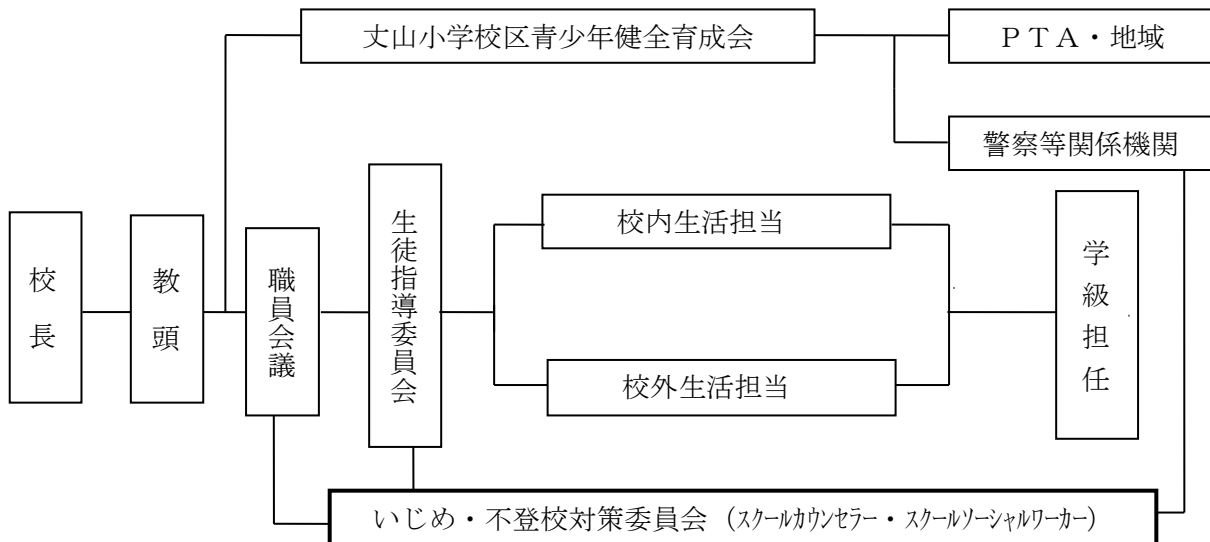 丈山小学校区青少年健全育成会
ＰＴＡ・地域
警察等関係機関
校長
教頭
職員会議
生徒指導委員会
校内生活担当
校外生活担当
学級担任
いじめ・不登校対策委員会（ｽｸｰﾙｶｳﾝｾﾗｰ・ｽｸｰﾙｿｰｼｬﾙﾜｰｶｰ）